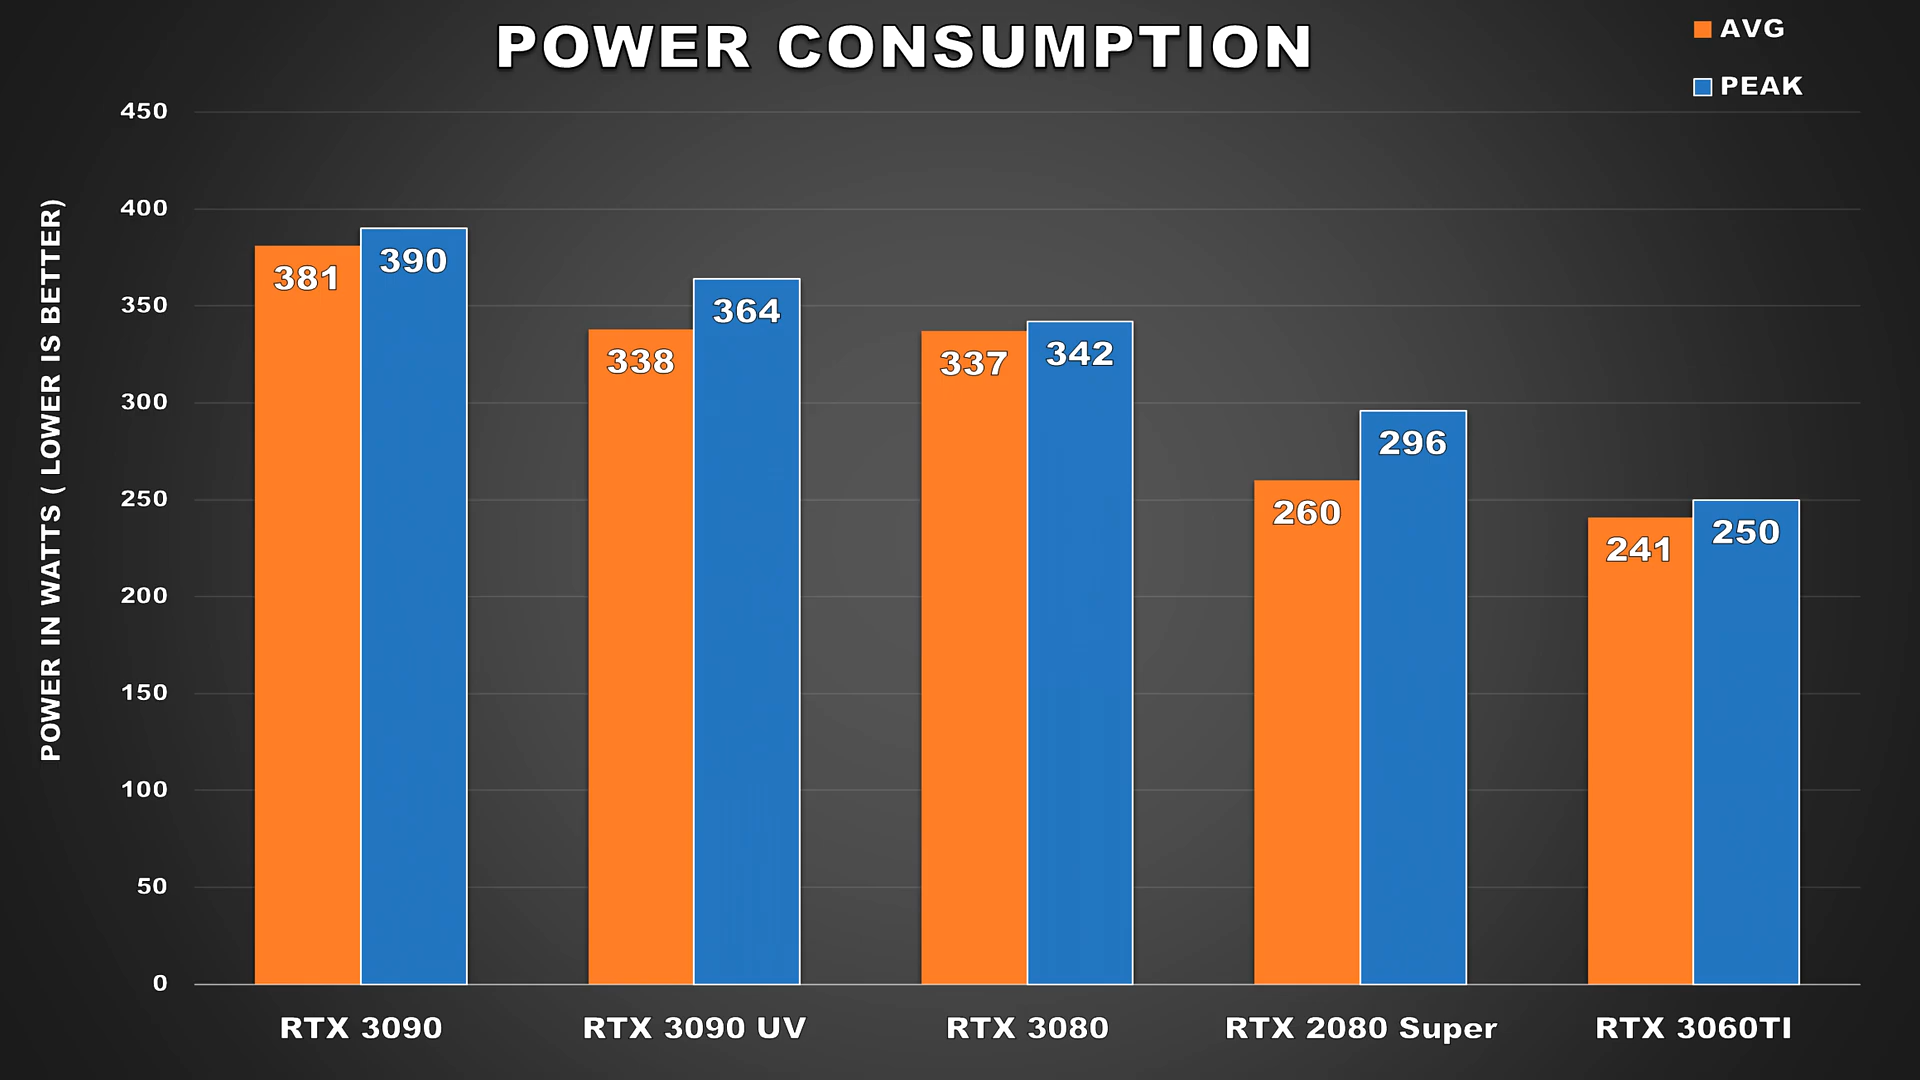 POWER CONSUMPTION
AVG
PEAK
POWER IN WATTS ( LOWER IS BETTER)
450
400
350
300
250
200
150
100
50
0
381
390
338
364
337
342
260
296
241
250
RTX 3090
RTX 3090 UV
RTX 3080
RTX 2080 Super
RTX 3060TI